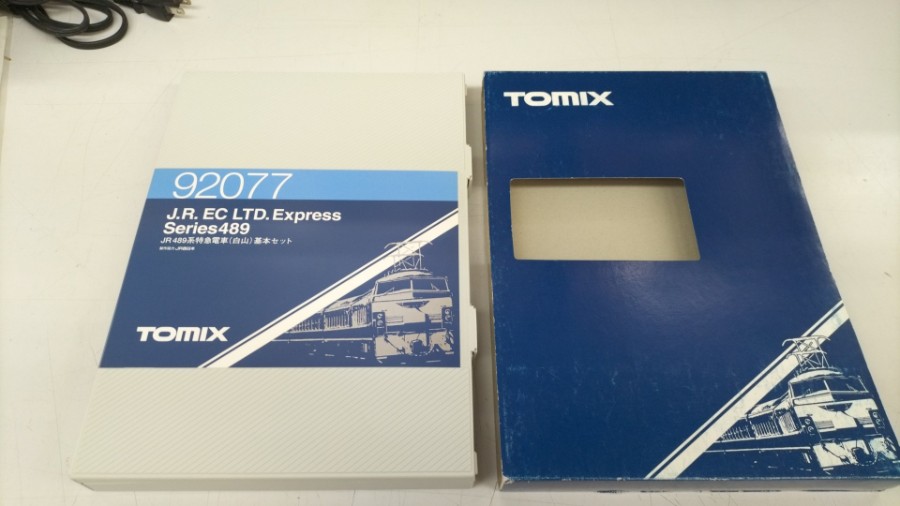 92077
J.R. EC LTD. Express
Series489
JR489系特急電車(白山)基本セット
TOMIX
TOMIX